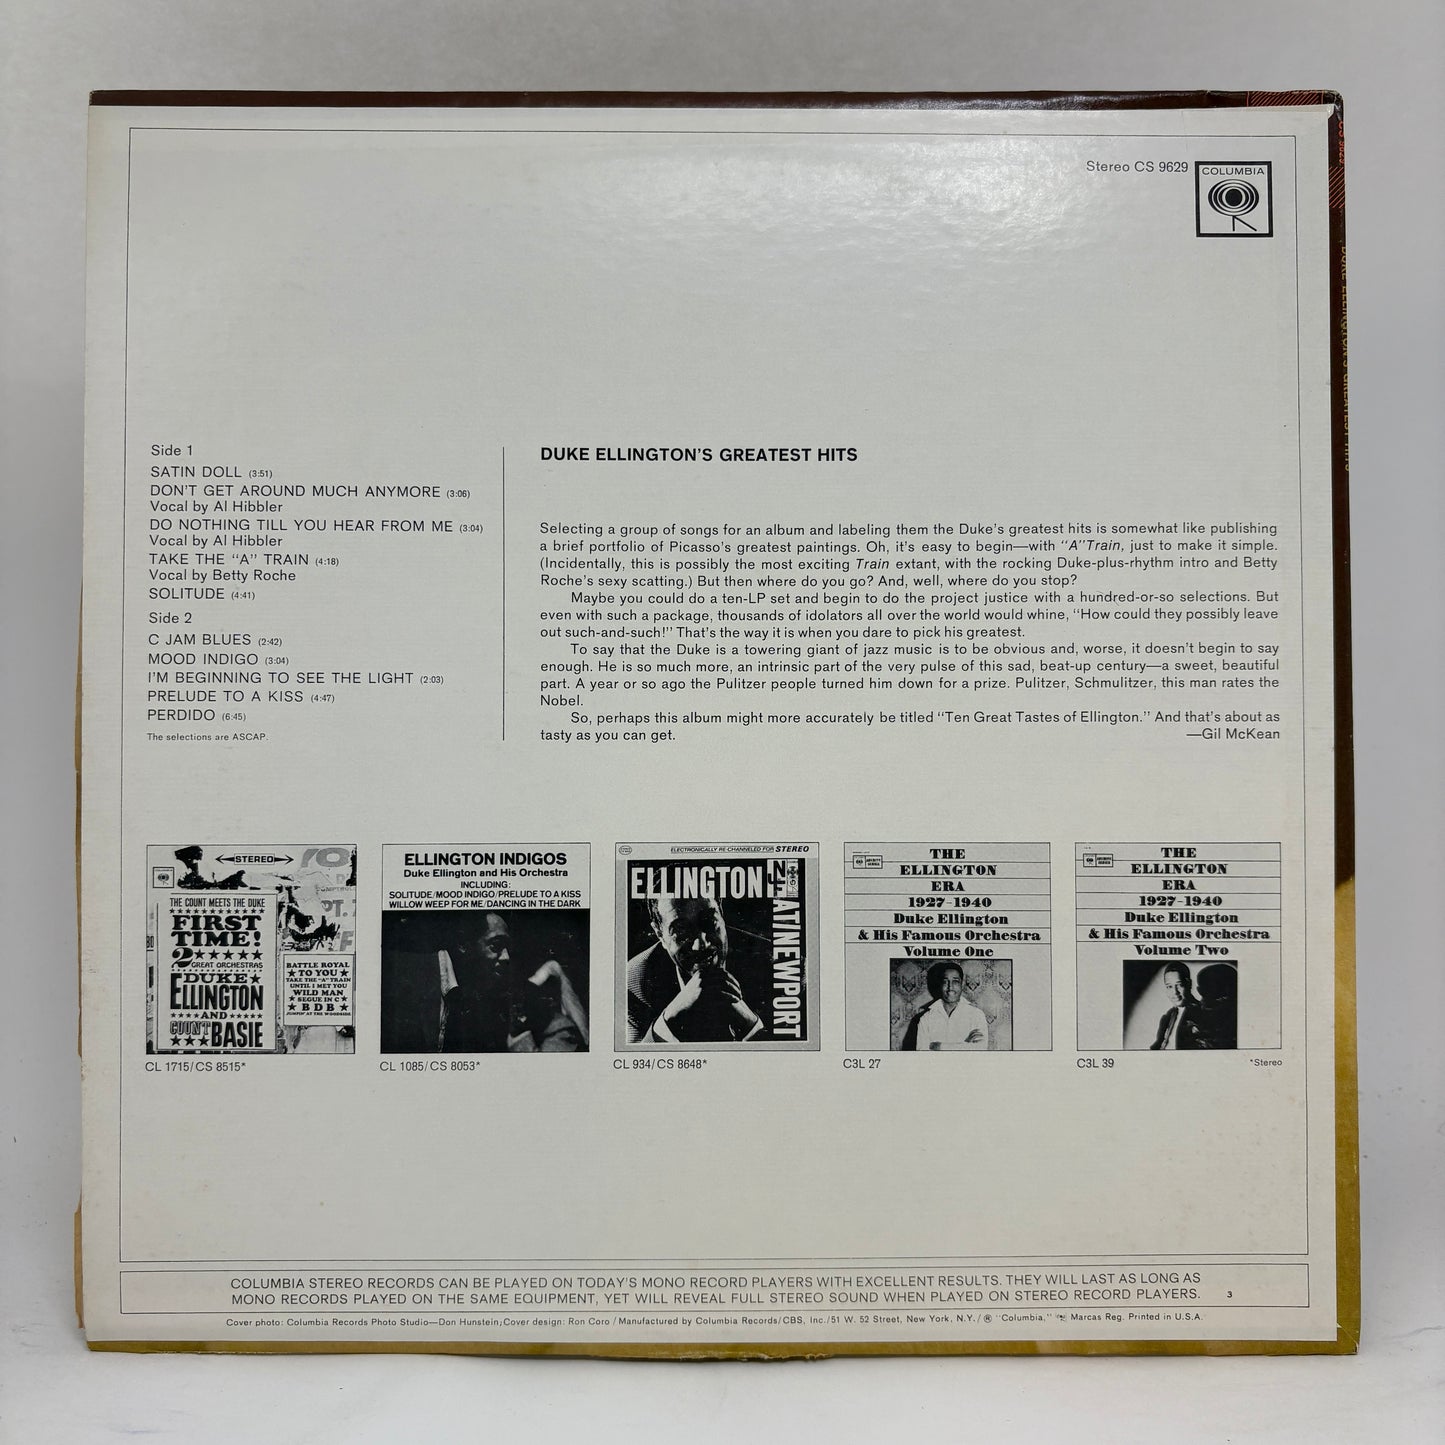 Stereo CS 9629
COLUMBIA
Side 1
SATIN DOLL (3:51)
DON'T GET AROUND MUCH ANYMORE (3:06)
Vocal by Al Hibbler
DO NOTHING TILL YOU HEAR FROM ME (3:04)
Vocal by Al Hibbler
TAKE THE "A" TRAIN (4:18)
Vocal by Betty Roche
SOLITUDE (4:41)
Side 2
C JAM BLUES (2:42)
MOOD INDIGO (3:04)
I'M BEGINNING TO SEE THE LIGHT (2:03)
PRELUDE TO A KISS (4:47)
PERDIDO (6:45)
The selections are ASCAP.
DUKE ELLINGTON'S GREATEST HITS
Selecting a group of songs for an album and labeling them the Duke's greatest hits is somewhat like publishing
a brief portfolio of Picasso's greatest paintings. Oh, it's easy to begin—with "A"Train, just to make it simple.
(Incidentally, this is possibly the most exciting Train extant, with the rocking Duke-plus-rhythm intro and Betty
Roche's sexy scatting.) But then where do you go? And, well, where do you stop?
Maybe you could do a ten-LP set and begin to do the project justice with a hundred-or-so selections. But
even with such a package, thousands of idolators all over the world would whine, "How could they possibly leave
out such-and-such!" That's the way it is when you dare to pick his greatest.
To say that the Duke is a towering giant of jazz music is to be obvious and, worse, it doesn't begin to say
enough. He is so much more, an intrinsic part of the very pulse of this sad, beat-up century—a sweet, beautiful
part. A year or so ago the Pulitzer people turned him down for a prize. Pulitzer, Schmulitzer, this man rates the
Nobel.
So, perhaps this album might more accurately be titled "Ten Great Tastes of Ellington." And that's about as
tasty as you can get. —Gil McKean
STEREO
THE COUNT MEETS THE DUKE
FIRST
TIME!
2
GREAT ORCHESTRAS
DUKE
ELLINGTON
AND
COUNT
BASIE
BATTLE ROYAL
TO YOU
TAKE THE "A" TRAIN
UNTIL I MET YOU
WILD MAN
SEGUE IN C
BDB
JUMPIN' AT THE WOODSIDE
CL 1715/CS 8515*
ELLINGTON INDIGOS
Duke Ellington and His Orchestra
INCLUDING:
SOLITUDE/MOOD INDIGO/PRELUDE TO A KISS
WILLOW WEEP FOR ME/DANCING IN THE DARK
CL 1085/CS 8053*
ELECTRONICALLY RE-CHANNELED FOR STEREO
ELLINGTON
AT/NEWPORT
CL 934/CS 8648*
THE
ELLINGTON
ERA
1927-1940
Duke Ellington
& His Famous Orchestra
Volume One
C3L 27
THE
ELLINGTON
ERA
1927-1940
Duke Ellington
& His Famous Orchestra
Volume Two
C3L 39
*Stereo
COLUMBIA STEREO RECORDS CAN BE PLAYED ON TODAY'S MONO RECORD PLAYERS WITH EXCELLENT RESULTS. THEY WILL LAST AS LONG AS
MONO RECORDS PLAYED ON THE SAME EQUIPMENT, YET WILL REVEAL FULL STEREO SOUND WHEN PLAYED ON STEREO RECORD PLAYERS. 3
Cover photo: Columbia Records Photo Studio—Don Hunstein;Cover design: Ron Coro / Manufactured by Columbia Records/CBS, Inc./51 W. 52 Street, New York, N.Y./ ® "Columbia," Marcas Reg. Printed in U.S.A.
CS 9629
DUKE ELLINGTON'S GREATEST HITS